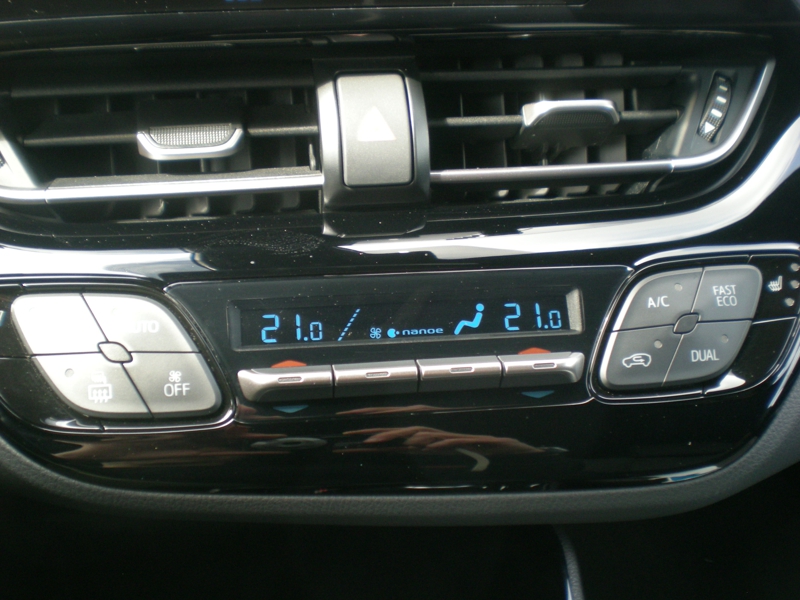 21.0 nanoe 21.0
AUTO
OFF
A/C
FAST
ECO
DUAL